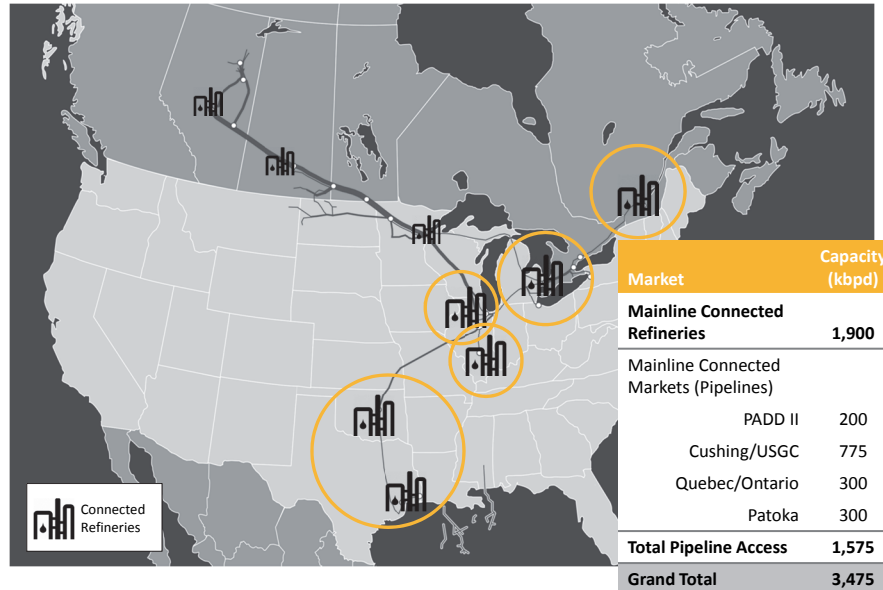 Market Capacity (kbpd)
Mainline Connected
Refineries 1,900
Mainline Connected
Markets (Pipelines)
PADD II 200
Cushing/USGC 775
Quebec/Ontario 300
Patoka 300
Total Pipeline Access 1,575
Grand Total 3,475
Connected
Refineries